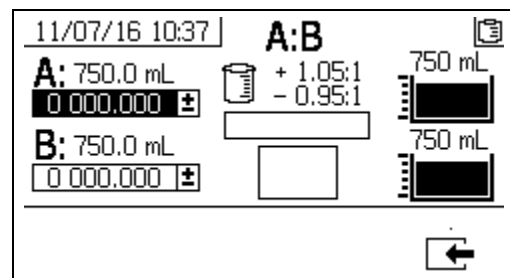 11/07/16 10:37
A:B
A: 750.0 mL
0 000.000 ±
+ 1.05:1
- 0.95:1
750 mL
B: 750.0 mL
0 000.000 ±
750 mL